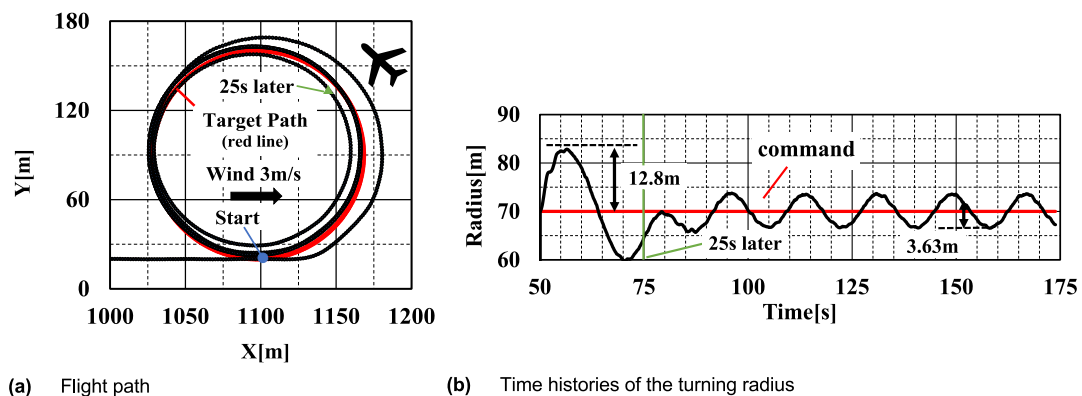 180
120
60
0
Y[m]
1000
1050
1100
1150
1200
X[m]
25s later
Target Path
(red line)
Wind 3m/s
Start
(a) Flight path
90
80
70
60
Radius[m]
50
75
100
125
150
175
Time[s]
command
12.8m
25s later
3.63m
(b) Time histories of the turning radius